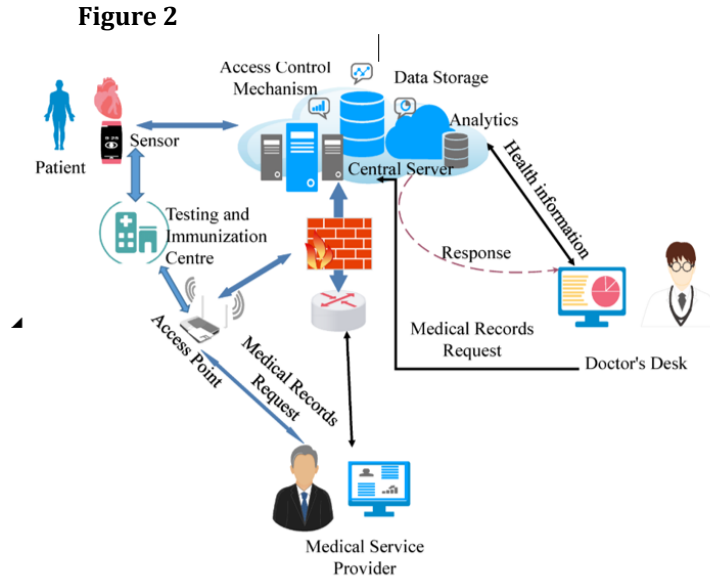 Figure 2
Access Control
Mechanism
Data Storage
Analytics
Patient
Sensor
Central Server
Health information
Testing and
Immunization
Centre
Response
Access Point
Medical Records
Request
Medical Records
Request
Doctor's Desk
Medical Service
Provider